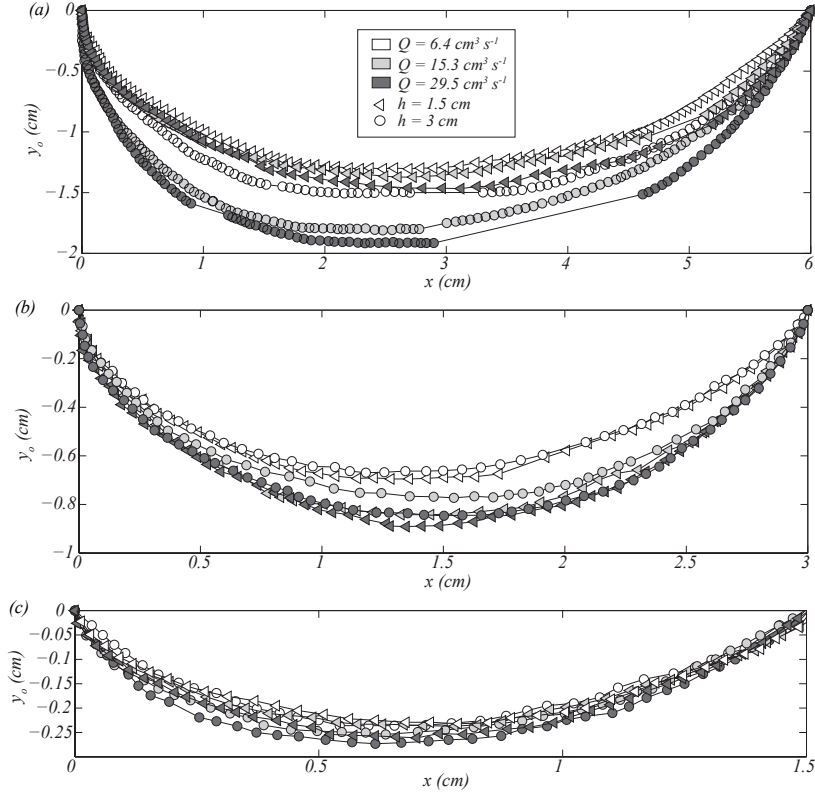 (a)
0
−0.5
−1
−1.5
−2
y_o (cm)
Q = 6.4 cm³ s⁻¹
Q = 15.3 cm³ s⁻¹
Q = 29.5 cm³ s⁻¹
h = 1.5 cm
h = 3 cm
0 1 2 3 4 5 6
x (cm)
(b)
0
−0.2
−0.4
−0.6
−0.8
−1
y_o (cm)
0 0.5 1 1.5 2 2.5 3
x (cm)
(c)
0
−0.05
−0.1
−0.15
−0.2
−0.25
y_o (cm)
0 0.5 1 1.5
x (cm)